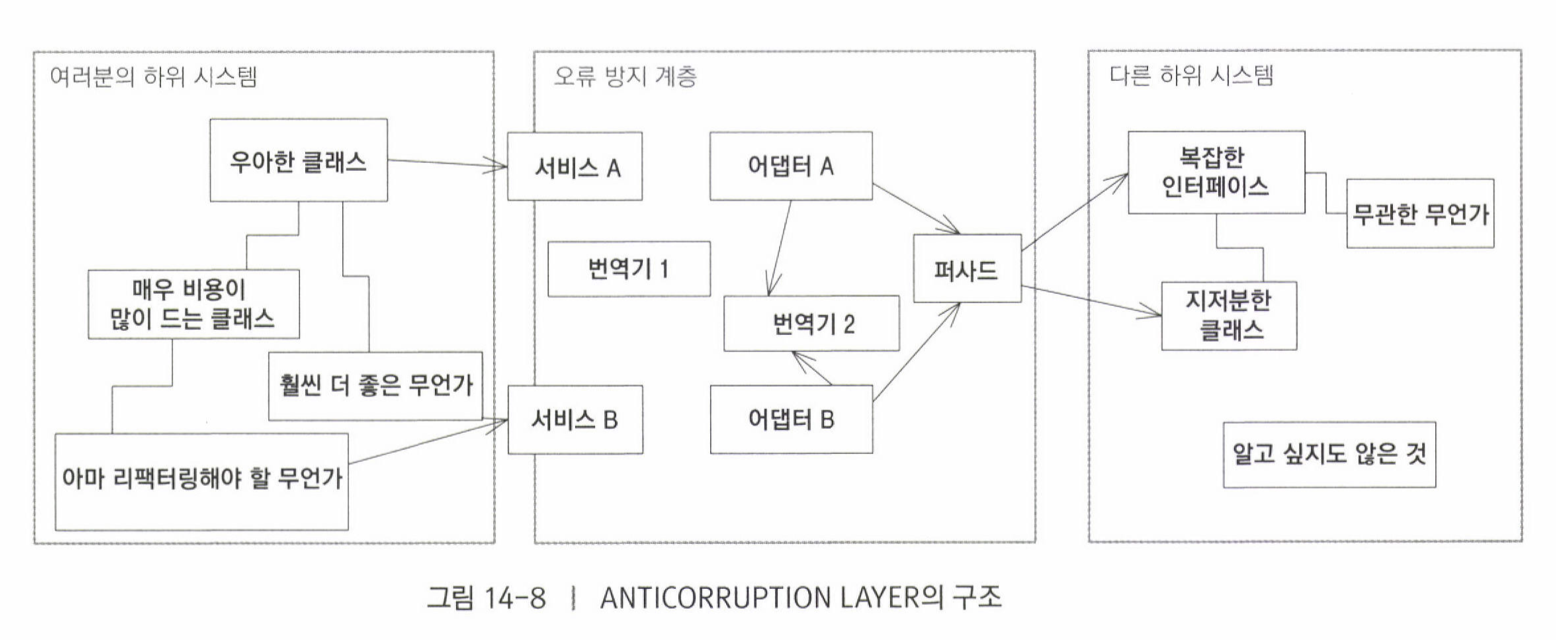 여러분의 하위 시스템
우아한 클래스
매우 비용이
많이 드는 클래스
훨씬 더 좋은 무언가
아마 리팩터링해야 할 무언가
오류 방지 계층
서비스 A
어댑터 A
번역기 1
퍼사드
번역기 2
서비스 B
어댑터 B
다른 하위 시스템
복잡한
인터페이스
무관한 무언가
지저분한
클래스
알고 싶지도 않은 것
그림 14-8 | ANTICORRUPTION LAYER의 구조